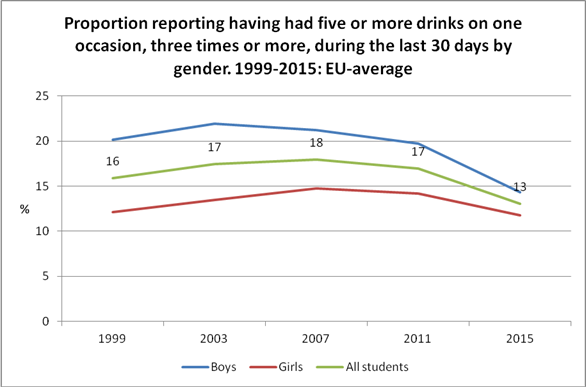 Proportion reporting having had five or more drinks on one
occasion, three times or more, during the last 30 days by
gender. 1999-2015: EU-average
25
20
15
10
5
0
%
16
17
18
17
13
1999 2003 2007 2011 2015
Boys Girls All students